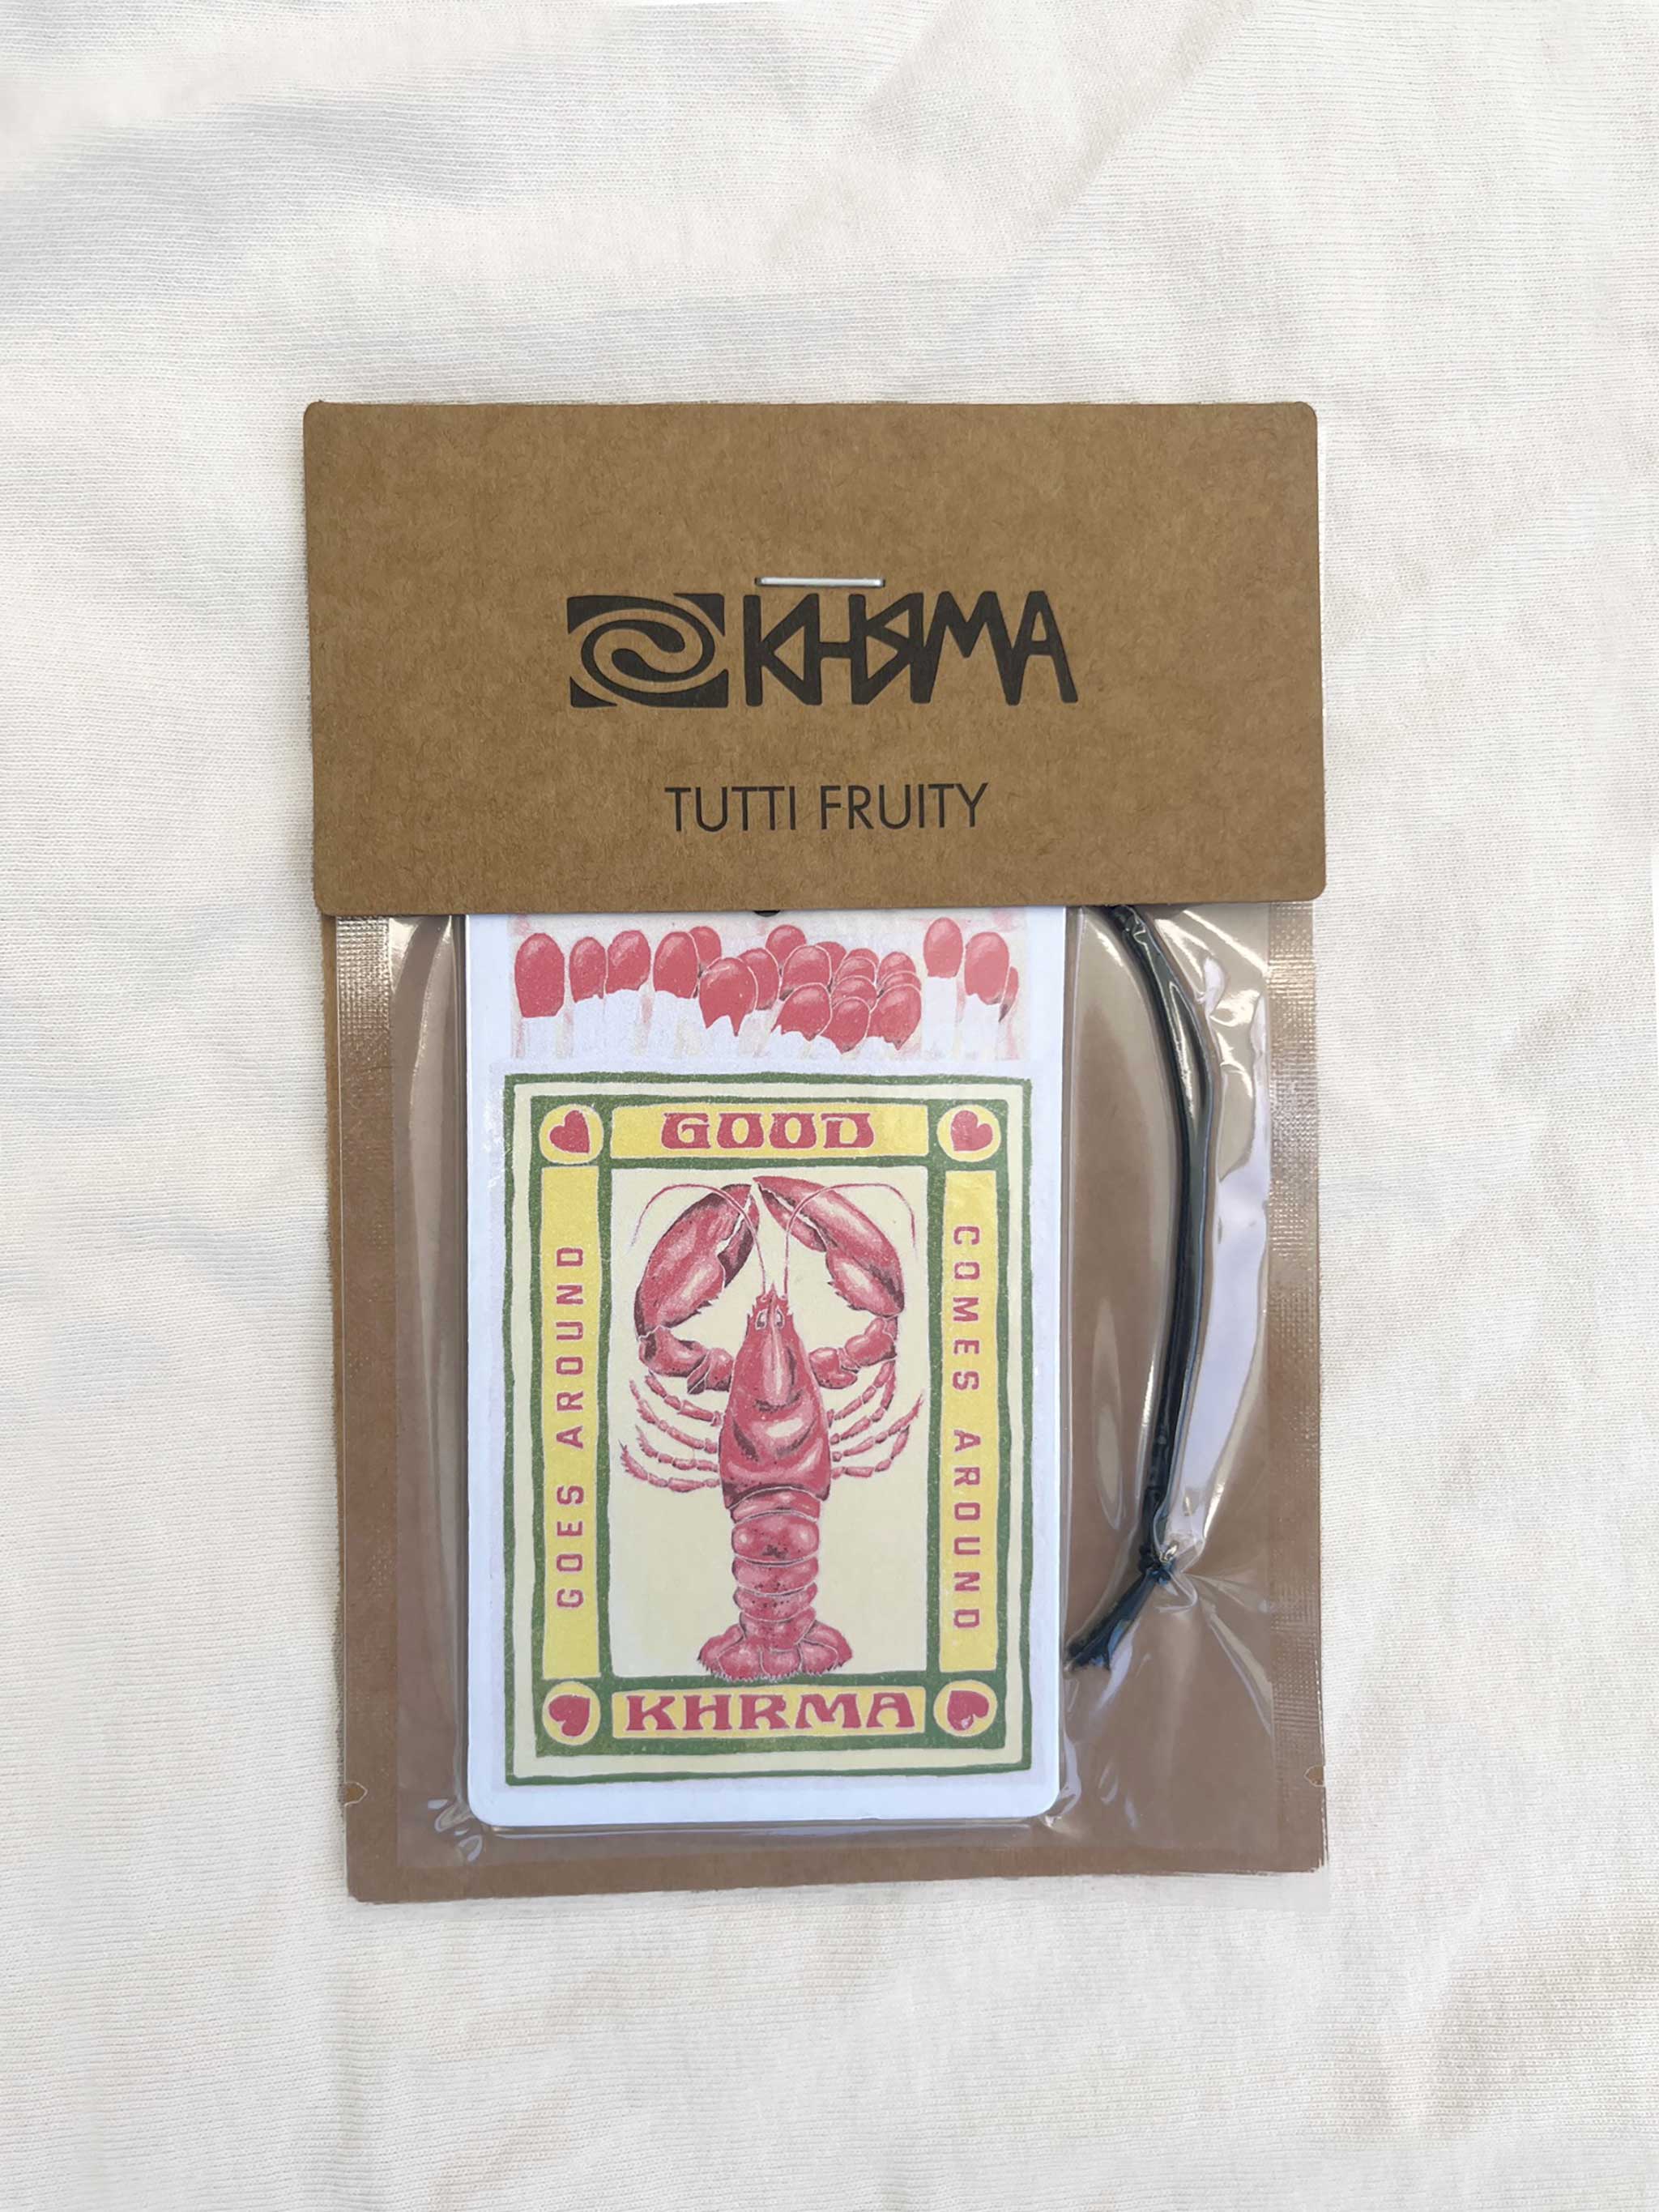 KHRMA
TUTTI FRUITY
GOOD
GOES AROUND
COMES AROUND
KHRMA